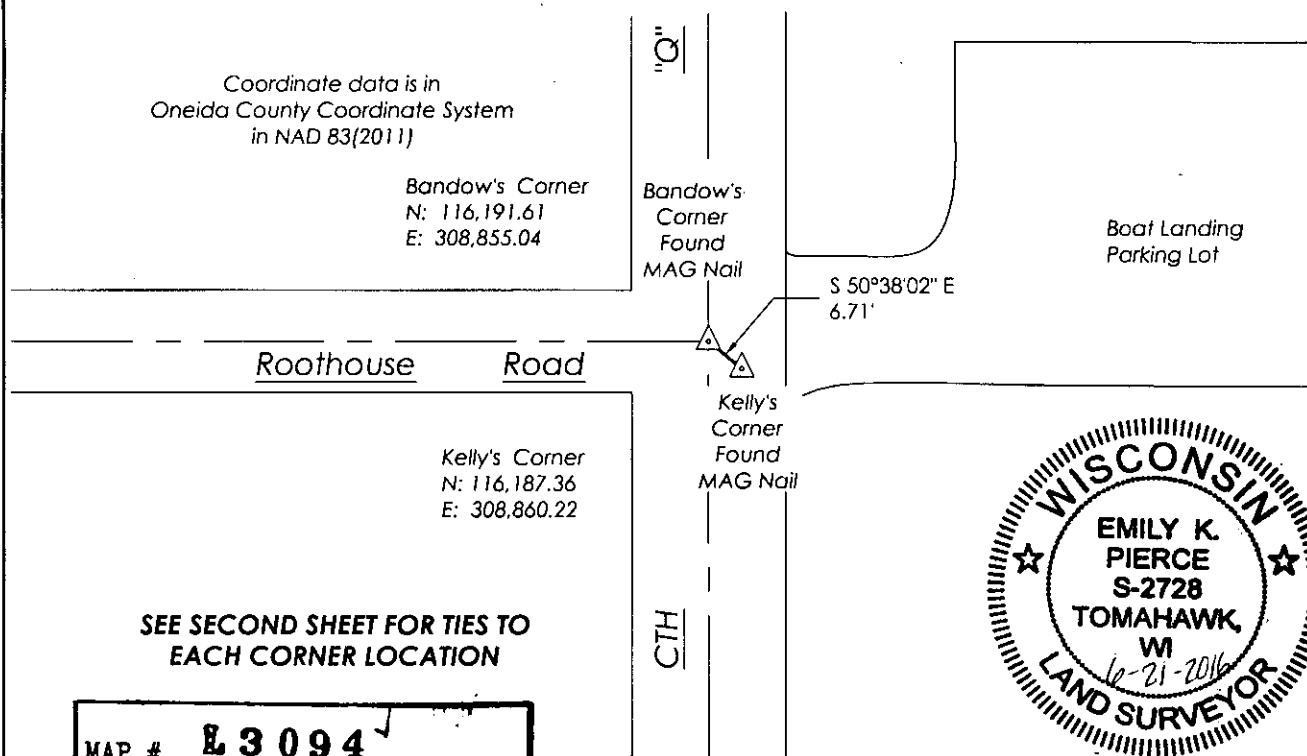 "Q"
Coordinate data is in
Oneida County Coordinate System
in NAD 83(2011)
Bandow's Corner
N: 116,191.61
E: 308,855.04
Bandow's
Corner
Found
MAG Nail
Boat Landing
Parking Lot
S 50°38'02" E
6.71'
Roothouse Road
Kelly's
Corner
Found
MAG Nail
Kelly's Corner
N: 116,187.36
E: 308,860.22
SEE SECOND SHEET FOR TIES TO
EACH CORNER LOCATION
CTH
WISCONSIN
EMILY K.
PIERCE
S-2728
TOMAHAWK,
WI
6-21-2016
LAND SURVEYOR
MAP # E3094